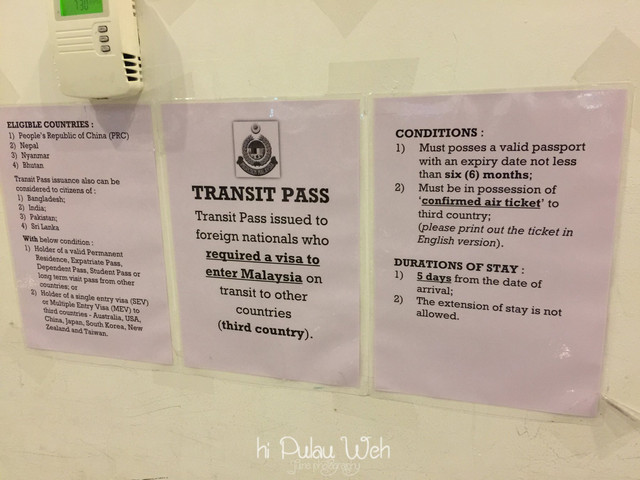 730
ELIGIBLE COUNTRIES :
1) People's Republic of China (PRC)
2) Nepal
3) Nyanmar
4) Bhutan
Transit Pass issuance also can be
considered to citizens of :
1) Bangladesh;
2) India;
3) Pakistan;
4) Sri Lanka
With below condition :
1) Holder of a valid Permanent
Residence, Expatriate Pass,
Dependent Pass, Student Pass or
long term visit pass from other
countries; or
2) Holder of a single entry visa (SEV)
or Multiple Entry Visa (MEV) to
third countries - Australia, USA,
China, Japan, South Korea, New
Zealand and Taiwan.
TRANSIT PASS
Transit Pass issued to
foreign nationals who
required a visa to
enter Malaysia on
transit to other
countries
(third country).
CONDITIONS :
1) Must posses a valid passport
with an expiry date not less
than six (6) months;
2) Must be in possession of
'confirmed air ticket' to
third country;
(please print out the ticket in
English version).
DURATIONS OF STAY :
1) 5 days from the date of
arrival;
2) The extension of stay is not
allowed.
hi Pulau Weh
photography